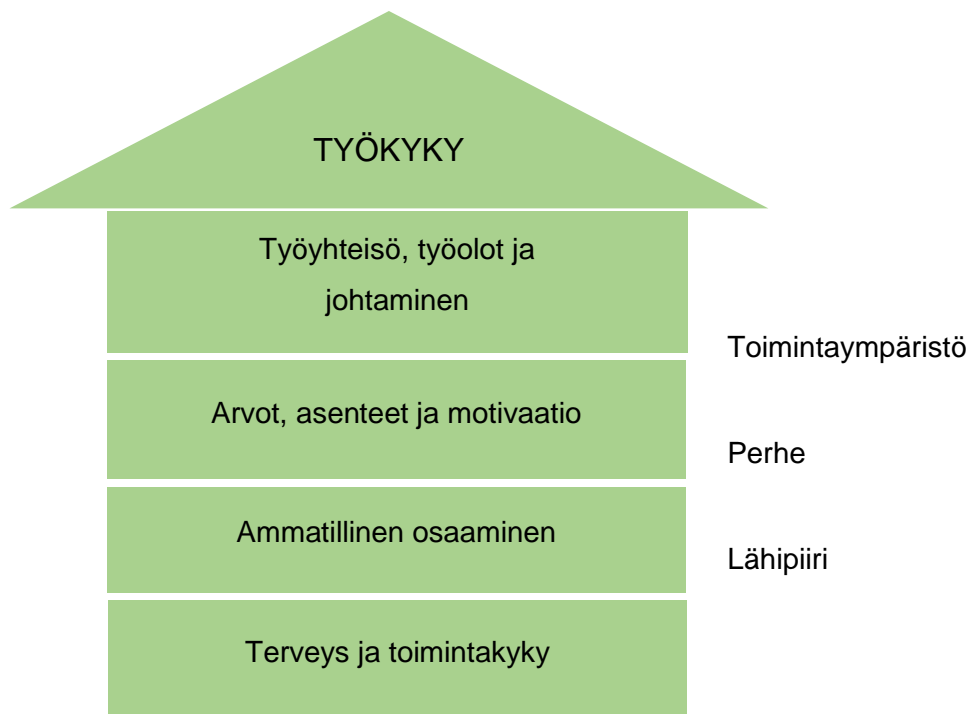 TYÖKYKY
Työyhteisö, työolot ja
johtaminen
Toimintaympäristö
Arvot, asenteet ja motivaatio
Perhe
Ammatillinen osaaminen
Lähipiiri
Terveys ja toimintakyky